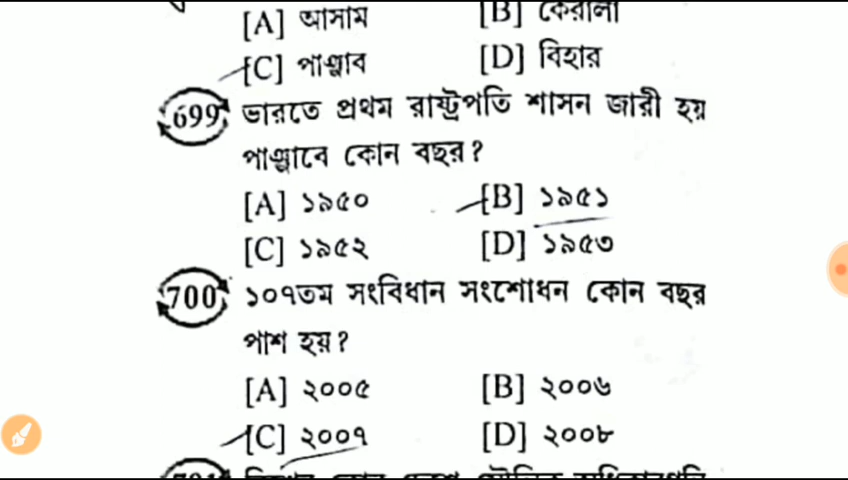 [A] আসাম [B] কেরালা
[C] পাঞ্জাব [D] বিহার
699 ভারতে প্রথম রাষ্ট্রপতি শাসন জারী হয়
পাঞ্জাবে কোন বছর?
[A] ১৯৫০ [B] ১৯৫১
[C] ১৯৫২ [D] ১৯৫৩
700 ১০৭তম সংবিধান সংশোধন কোন বছর
পাশ হয়?
[A] ২০০৫ [B] ২০০৬
[C] ২০০৭ [D] ২০০৮